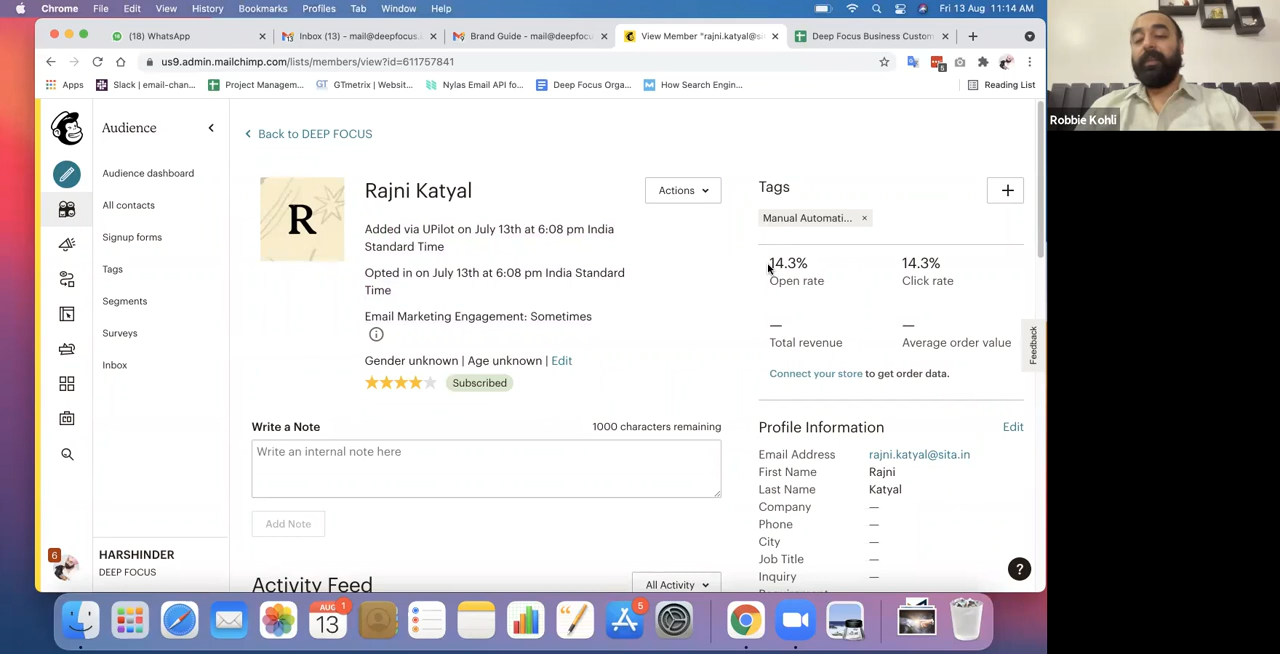 Chrome File Edit View History Bookmarks Profiles Tab Window Help Fri 13 Aug 11:14 AM
(18) WhatsApp Inbox (13) - mail@deepfocus. Brand Guide - mail@deepfoc View Member "rajni.katyal@si Deep Focus Business Custom
us9.admin.mailchimp.com/lists/members/view?id=611757841
Apps Slack | email-chan... Project Managem... GT GTmetrix | Websit... Nylas Email API fo... Deep Focus Orga... How Search Engin... Reading List
Robbie Kohli
Audience
Audience dashboard
All contacts
Signup forms
Tags
Segments
Surveys
Inbox
6
HARSHINDER
DEEP FOCUS
Back to DEEP FOCUS
R
Rajni Katyal
Actions
Added via UPilot on July 13th at 6:08 pm India
Standard Time
Opted in on July 13th at 6:08 pm India Standard
Time
Email Marketing Engagement: Sometimes
Gender unknown | Age unknown | Edit
Subscribed
Write a Note 1000 characters remaining
Write an internal note here
Add Note
Activity Feed All Activity
Tags
Manual Automati... ×
14.3% 14.3%
Open rate Click rate
— —
Total revenue Average order value
Connect your store to get order data.
Profile Information Edit
Email Address rajni.katyal@sita.in
First Name Rajni
Last Name Katyal
Company —
Phone —
City —
Job Title —
Inquiry —
Feedback
?
AUG 1
13
5